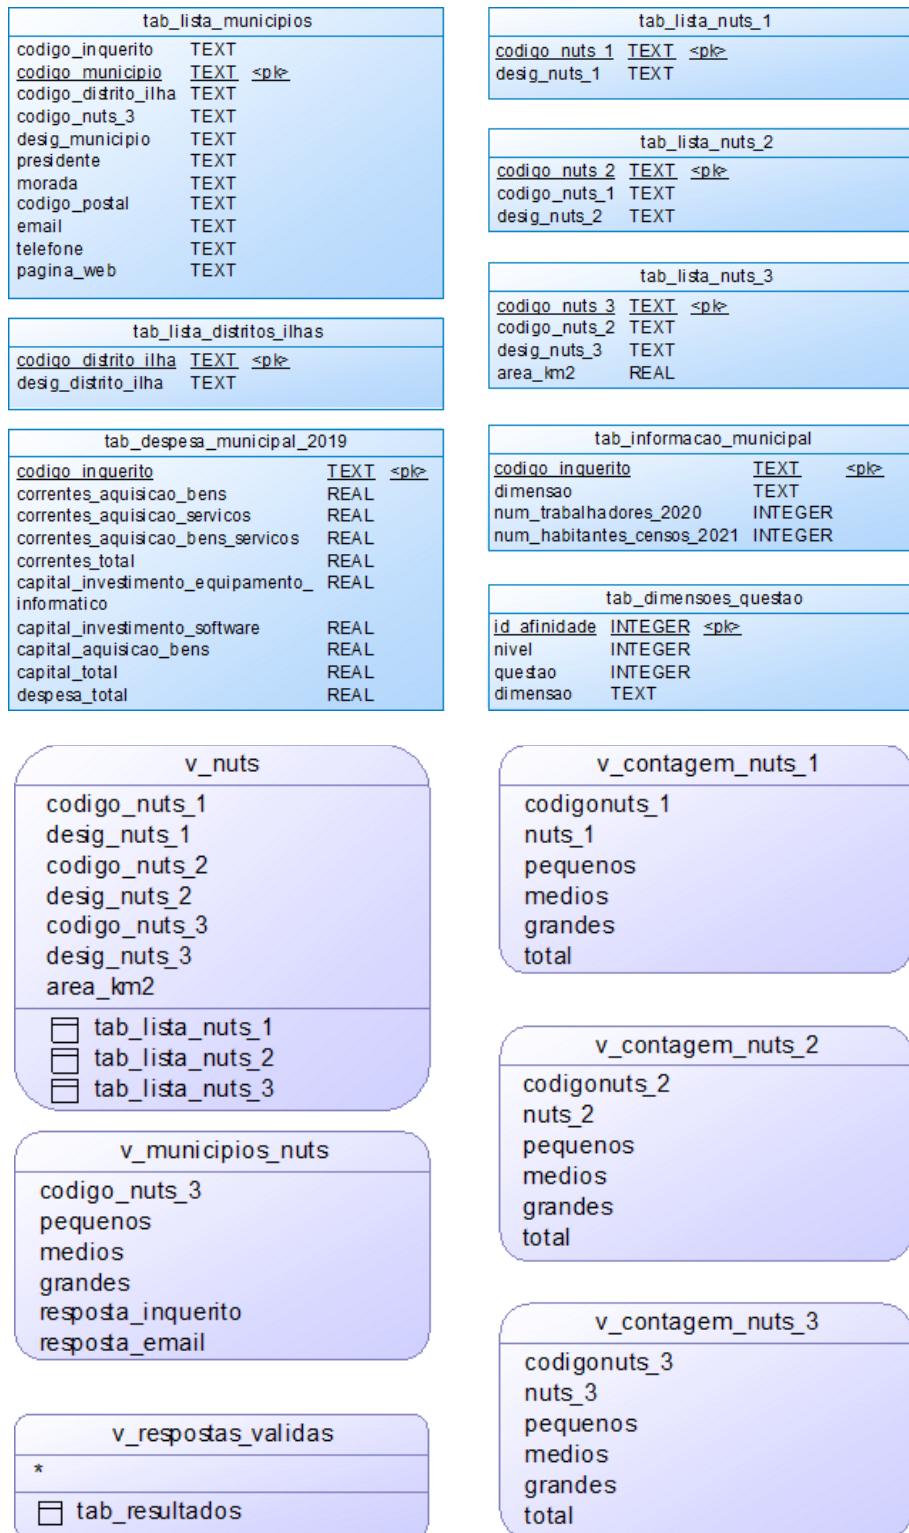 tab_lista_municipios
codigo_inquerito TEXT
codigo_municipio TEXT <pk>
codigo_distrito_ilha TEXT
codigo_nuts_3 TEXT
desig_municipio TEXT
presidente TEXT
morada TEXT
codigo_postal TEXT
email TEXT
telefone TEXT
pagina_web TEXT
tab_lista_distritos_ilhas
codigo_distrito_ilha TEXT <pk>
desig_distrito_ilha TEXT
tab_despesa_municipal_2019
codigo_inquerito TEXT <pk>
correntes_aquisicao_bens REAL
correntes_aquisicao_servicos REAL
correntes_aquisicao_bens_servicos REAL
correntes_total REAL
capital_investimento_equipamento_ REAL
informatico
capital_investimento_software REAL
capital_aquisicao_bens REAL
capital_total REAL
despesa_total REAL
tab_lista_nuts_1
codigo_nuts_1 TEXT <pk>
desig_nuts_1 TEXT
tab_lista_nuts_2
codigo_nuts_2 TEXT <pk>
codigo_nuts_1 TEXT
desig_nuts_2 TEXT
tab_lista_nuts_3
codigo_nuts_3 TEXT <pk>
codigo_nuts_2 TEXT
desig_nuts_3 TEXT
area_km2 REAL
tab_informacao_municipal
codigo_inquerito TEXT <pk>
dimensao TEXT
num_trabalhadores_2020 INTEGER
num_habitantes_censos_2021 INTEGER
tab_dimensoes_questao
id_afinidade INTEGER <pk>
nivel INTEGER
questao INTEGER
dimensao TEXT
v_nuts
codigo_nuts_1
desig_nuts_1
codigo_nuts_2
desig_nuts_2
codigo_nuts_3
desig_nuts_3
area_km2
tab_lista_nuts_1
tab_lista_nuts_2
tab_lista_nuts_3
v_municipios_nuts
codigo_nuts_3
pequenos
medios
grandes
resposta_inquerito
resposta_email
v_respostas_validas
*
tab_resultados
v_contagem_nuts_1
codigonuts_1
nuts_1
pequenos
medios
grandes
total
v_contagem_nuts_2
codigonuts_2
nuts_2
pequenos
medios
grandes
total
v_contagem_nuts_3
codigonuts_3
nuts_3
pequenos
medios
grandes
total